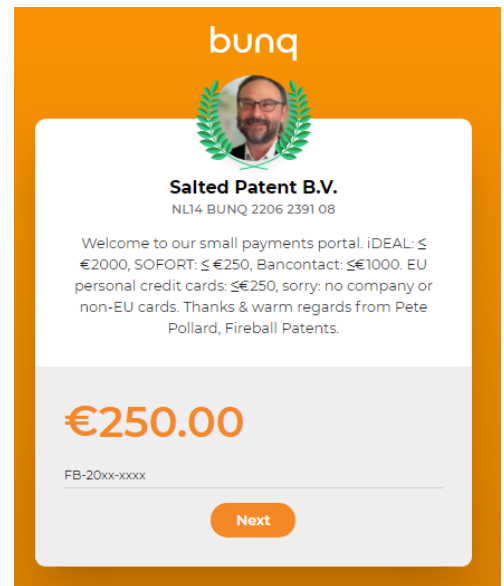 bunq
Salted Patent B.V.
NL14 BUNQ 2206 2391 08
Welcome to our small payments portal. iDEAL: ≤
€2000, SOFORT: ≤ €250, Bancontact: ≤€1000. EU
personal credit cards: ≤€250, sorry: no company or
non-EU cards. Thanks & warm regards from Pete
Pollard, Fireball Patents.
€250.00
FB-20xx-xxxx
Next